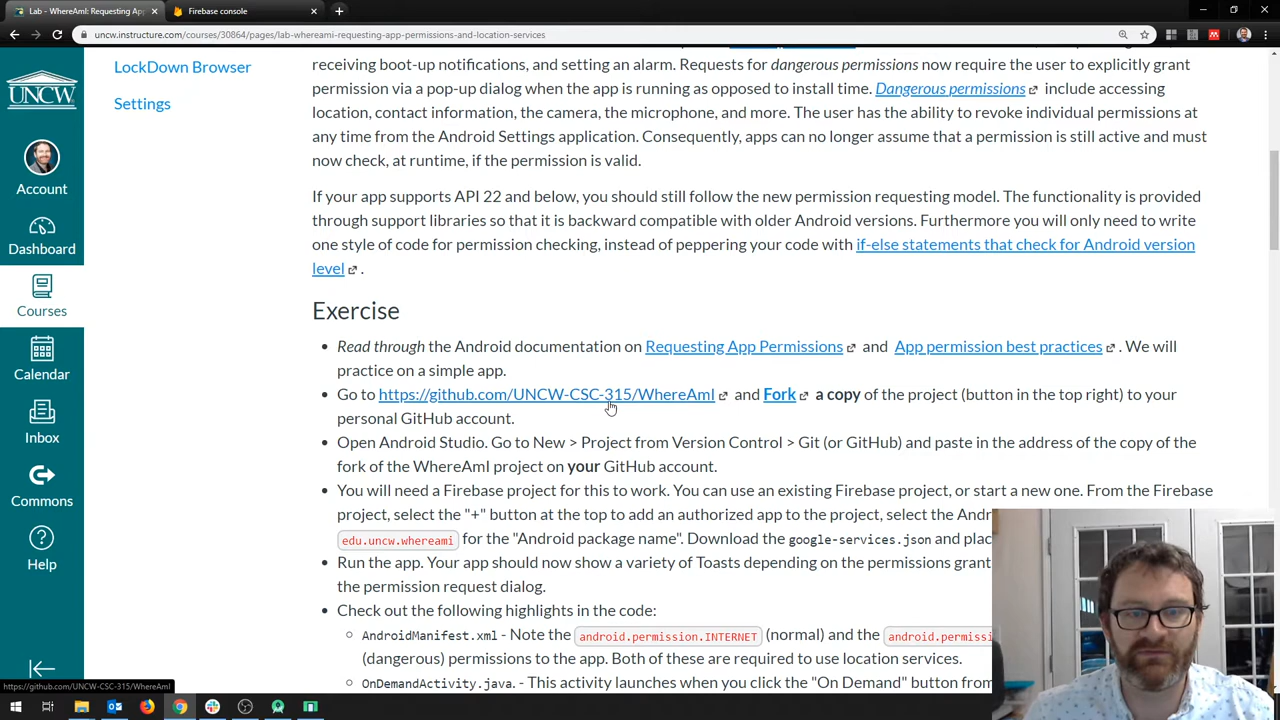 Lab - WhereAmI: Requesting Ap
Firebase console
uncw.instructure.com/courses/30864/pages/lab-whereami-requesting-app-permissions-and-location-services
UNCW
Account
Dashboard
Courses
Calendar
Inbox
Commons
Help
LockDown Browser
Settings
receiving boot-up notifications, and setting an alarm. Requests for dangerous permissions now require the user to explicitly grant
permission via a pop-up dialog when the app is running as opposed to install time. Dangerous permissions include accessing
location, contact information, the camera, the microphone, and more. The user has the ability to revoke individual permissions at
any time from the Android Settings application. Consequently, apps can no longer assume that a permission is still active and must
now check, at runtime, if the permission is valid.
If your app supports API 22 and below, you should still follow the new permission requesting model. The functionality is provided
through support libraries so that it is backward compatible with older Android versions. Furthermore you will only need to write
one style of code for permission checking, instead of peppering your code with if-else statements that check for Android version
level .
Exercise
• Read through the Android documentation on Requesting App Permissions and App permission best practices . We will
practice on a simple app.
• Go to https://github.com/UNCW-CSC-315/WhereAmI and Fork a copy of the project (button in the top right) to your
personal GitHub account.
• Open Android Studio. Go to New > Project from Version Control > Git (or GitHub) and paste in the address of the copy of the
fork of the WhereAmI project on your GitHub account.
• You will need a Firebase project for this to work. You can use an existing Firebase project, or start a new one. From the Firebase
project, select the "+" button at the top to add an authorized app to the project, select the Andr
edu.uncw.whereami for the "Android package name". Download the google-services.json and plac
• Run the app. Your app should now show a variety of Toasts depending on the permissions grant
the permission request dialog.
• Check out the following highlights in the code:
◦ AndroidManifest.xml - Note the android.permission.INTERNET (normal) and the android.permissi
(dangerous) permissions to the app. Both of these are required to use location services.
◦ OnDemandActivity.java. - This activity launches when you click the "On Demand" button from
https://github.com/UNCW-CSC-315/WhereAmI